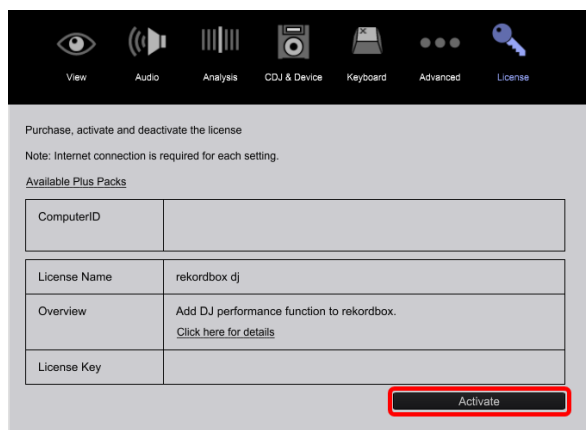 View Audio Analysis CDJ & Device Keyboard Advanced License
Purchase, activate and deactivate the license
Note: Internet connection is required for each setting.
Available Plus Packs
ComputerID
License Name rekordbox dj
Overview Add DJ performance function to rekordbox.
Click here for details
License Key
Activate